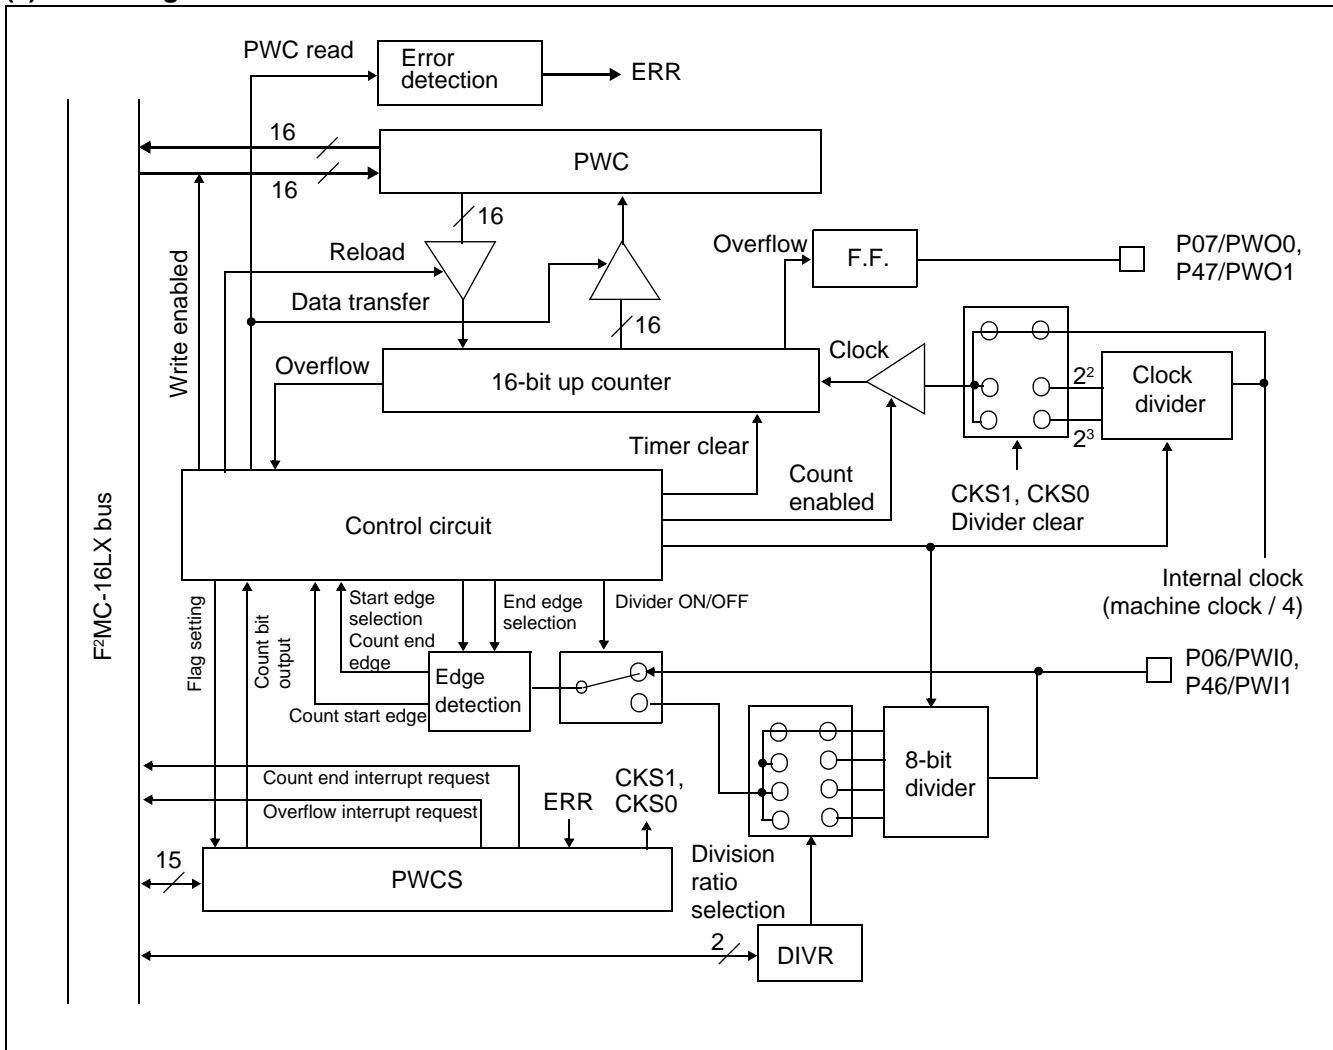 PWC read
Error
detection
ERR
16
PWC
16
16
Reload
Write enabled
Data transfer
16
Overflow
F.F.
P07/PWO0,
P47/PWO1
Overflow
16-bit up counter
Clock
2²
Clock
divider
2³
Timer clear
Count
enabled
CKS1, CKS0
Divider clear
F²MC-16LX bus
Control circuit
Internal clock
(machine clock / 4)
Flag setting
Count bit
output
Start edge
selection
Count end
edge
End edge
selection
Divider ON/OFF
Edge
detection
Count start edge
P06/PWI0,
P46/PWI1
8-bit
divider
Count end interrupt request
Overflow interrupt request
ERR
CKS1,
CKS0
15
PWCS
Division
ratio
selection
2
DIVR